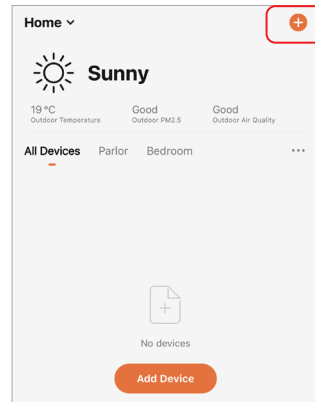 Home
Sunny
19 °C Good Good
Outdoor Temperature Outdoor PM2.5 Outdoor Air Quality
All Devices Parlor Bedroom ...
No devices
Add Device